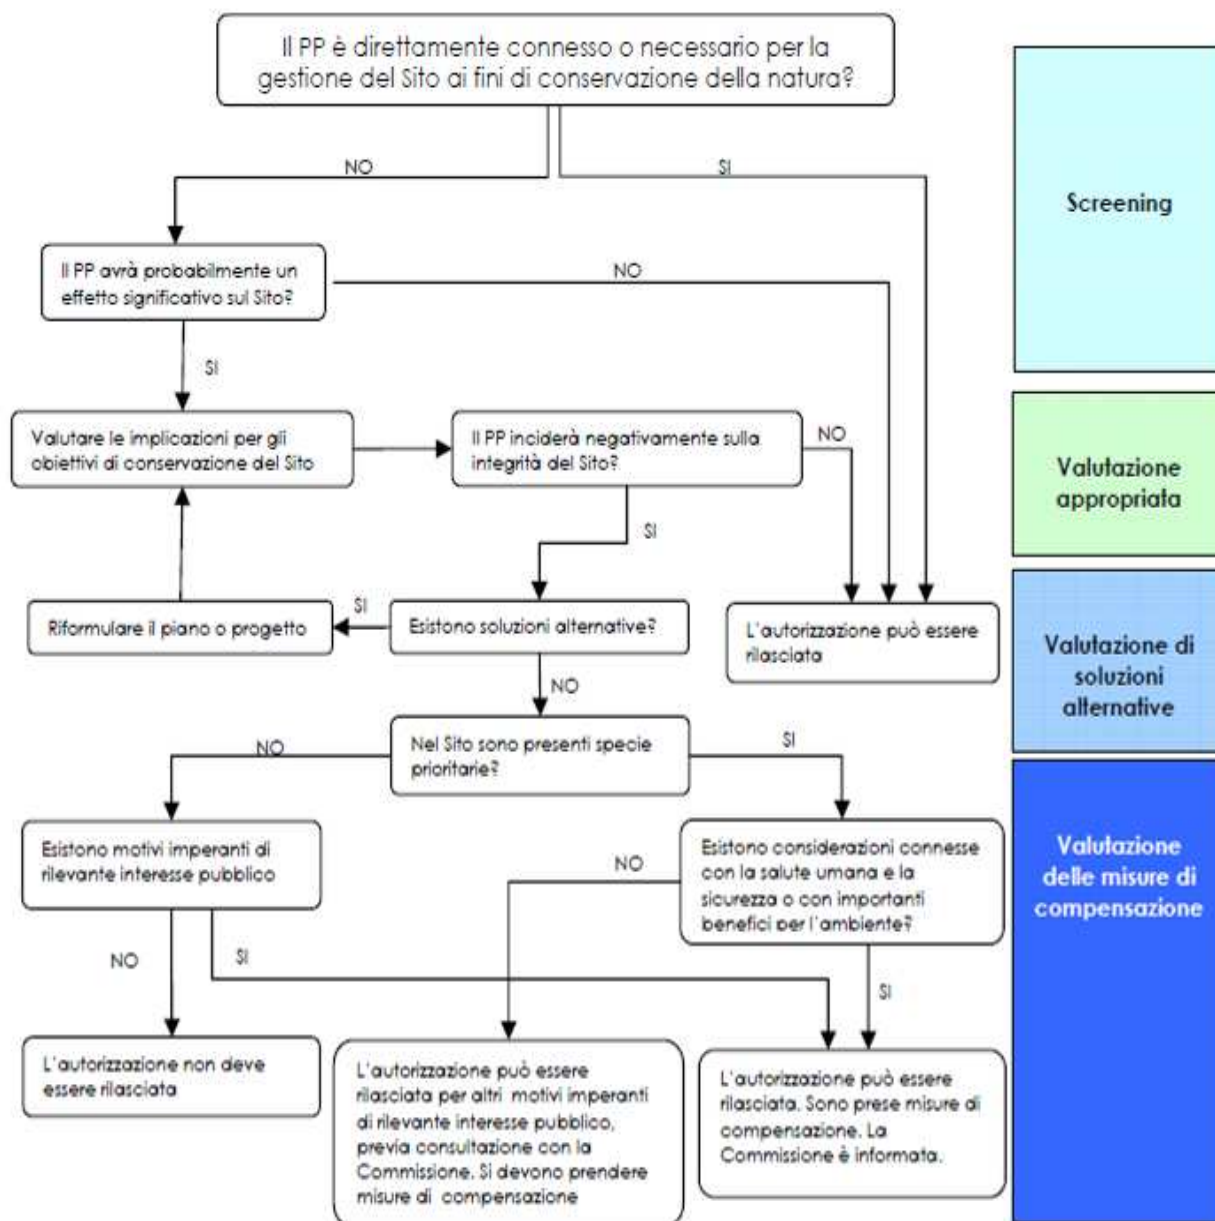 Il PP è direttamente connesso o necessario per la
gestione del Sito ai fini di conservazione della natura?
NO
SI
Screening
Il PP avrà probabilmente un
effetto significativo sul Sito?
NO
SI
Valutare le implicazioni per gli
obiettivi di conservazione del Sito
Il PP inciderà negativamente sulla
integrità del Sito?
NO
Valutazione
appropriata
SI
Riformulare il piano o progetto
SI
Esistono soluzioni alternative?
L'autorizzazione può essere
rilasciata
Valutazione di
soluzioni
alternative
NO
Nel Sito sono presenti specie
prioritarie?
NO
SI
Esistono motivi imperanti di
rilevante interesse pubblico
Esistono considerazioni connesse
con la salute umana e la
sicurezza o con importanti
benefici per l'ambiente?
Valutazione
delle misure di
compensazione
NO
NO
SI
SI
L'autorizzazione non deve
essere rilasciata
L'autorizzazione può essere
rilasciata per altri motivi imperanti
di rilevante interesse pubblico,
previa consultazione con la
Commissione. Si devono prendere
misure di compensazione
L'autorizzazione può essere
rilasciata. Sono prese misure di
compensazione. La
Commissione è informata.